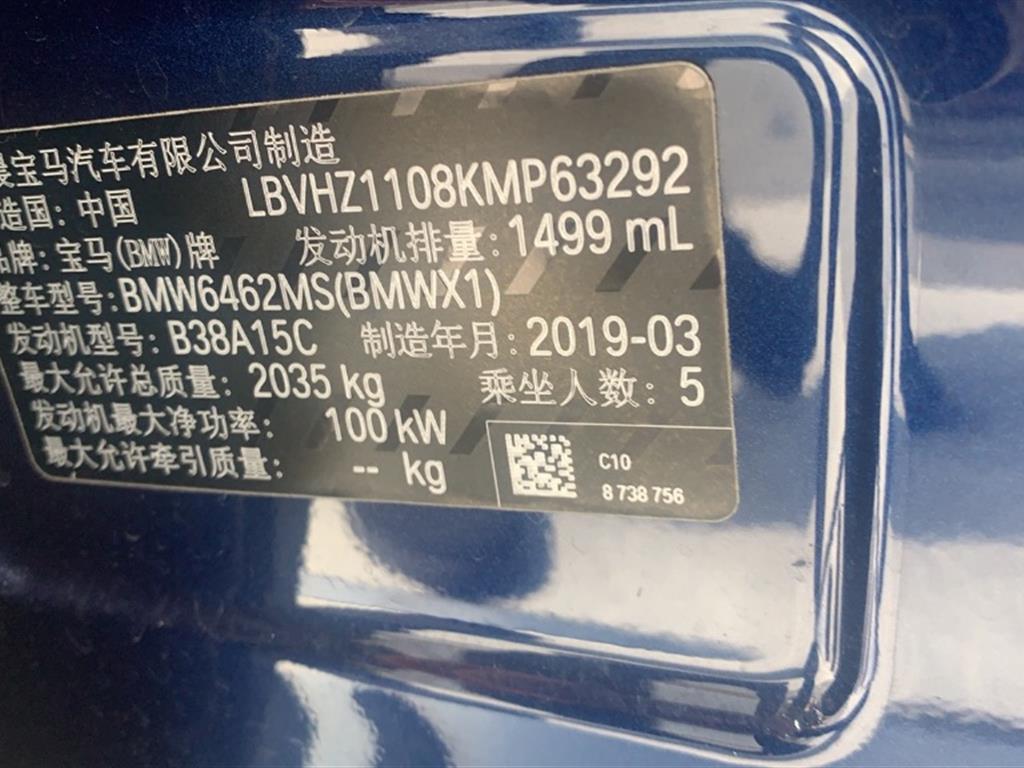 晨宝马汽车有限公司制造
造国：中国 LBVHZ1108KMP63292
品牌：宝马(BMW)牌 发动机排量：1499 mL
整车型号：BMW6462MS(BMWX1)
发动机型号：B38A15C 制造年月：2019-03
最大允许总质量：2035 kg 乘坐人数：5
发动机最大净功率：100 kW
最大允许牵引质量：-- kg
C10
8 738 756